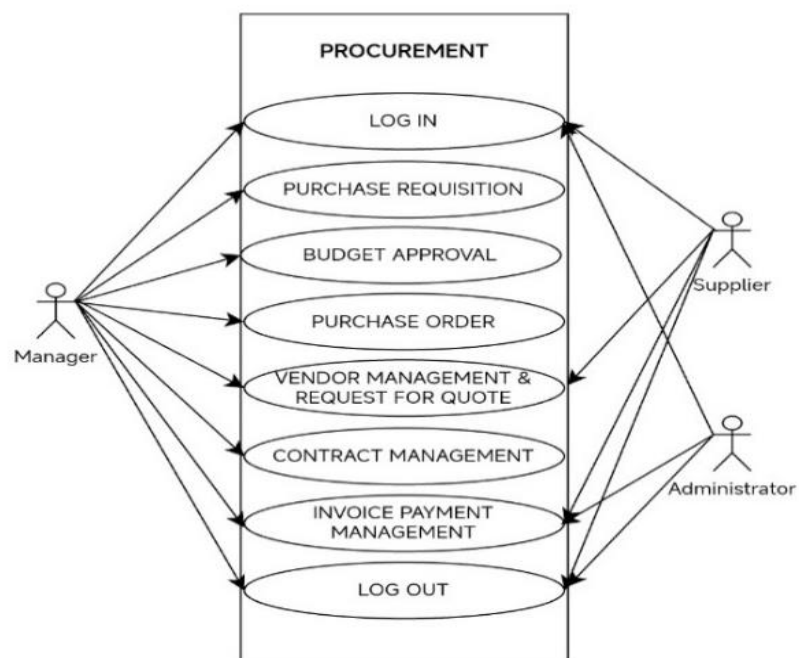 PROCUREMENT
LOG IN
PURCHASE REQUISITION
BUDGET APPROVAL
PURCHASE ORDER
VENDOR MANAGEMENT &
REQUEST FOR QUOTE
CONTRACT MANAGEMENT
INVOICE PAYMENT
MANAGEMENT
LOG OUT
Manager
Supplier
Administrator